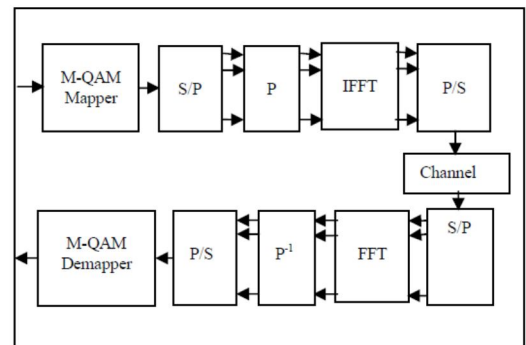 M-QAM
Mapper
S/P
P
IFFT
P/S
Channel
S/P
FFT
P-1
P/S
M-QAM
Demapper